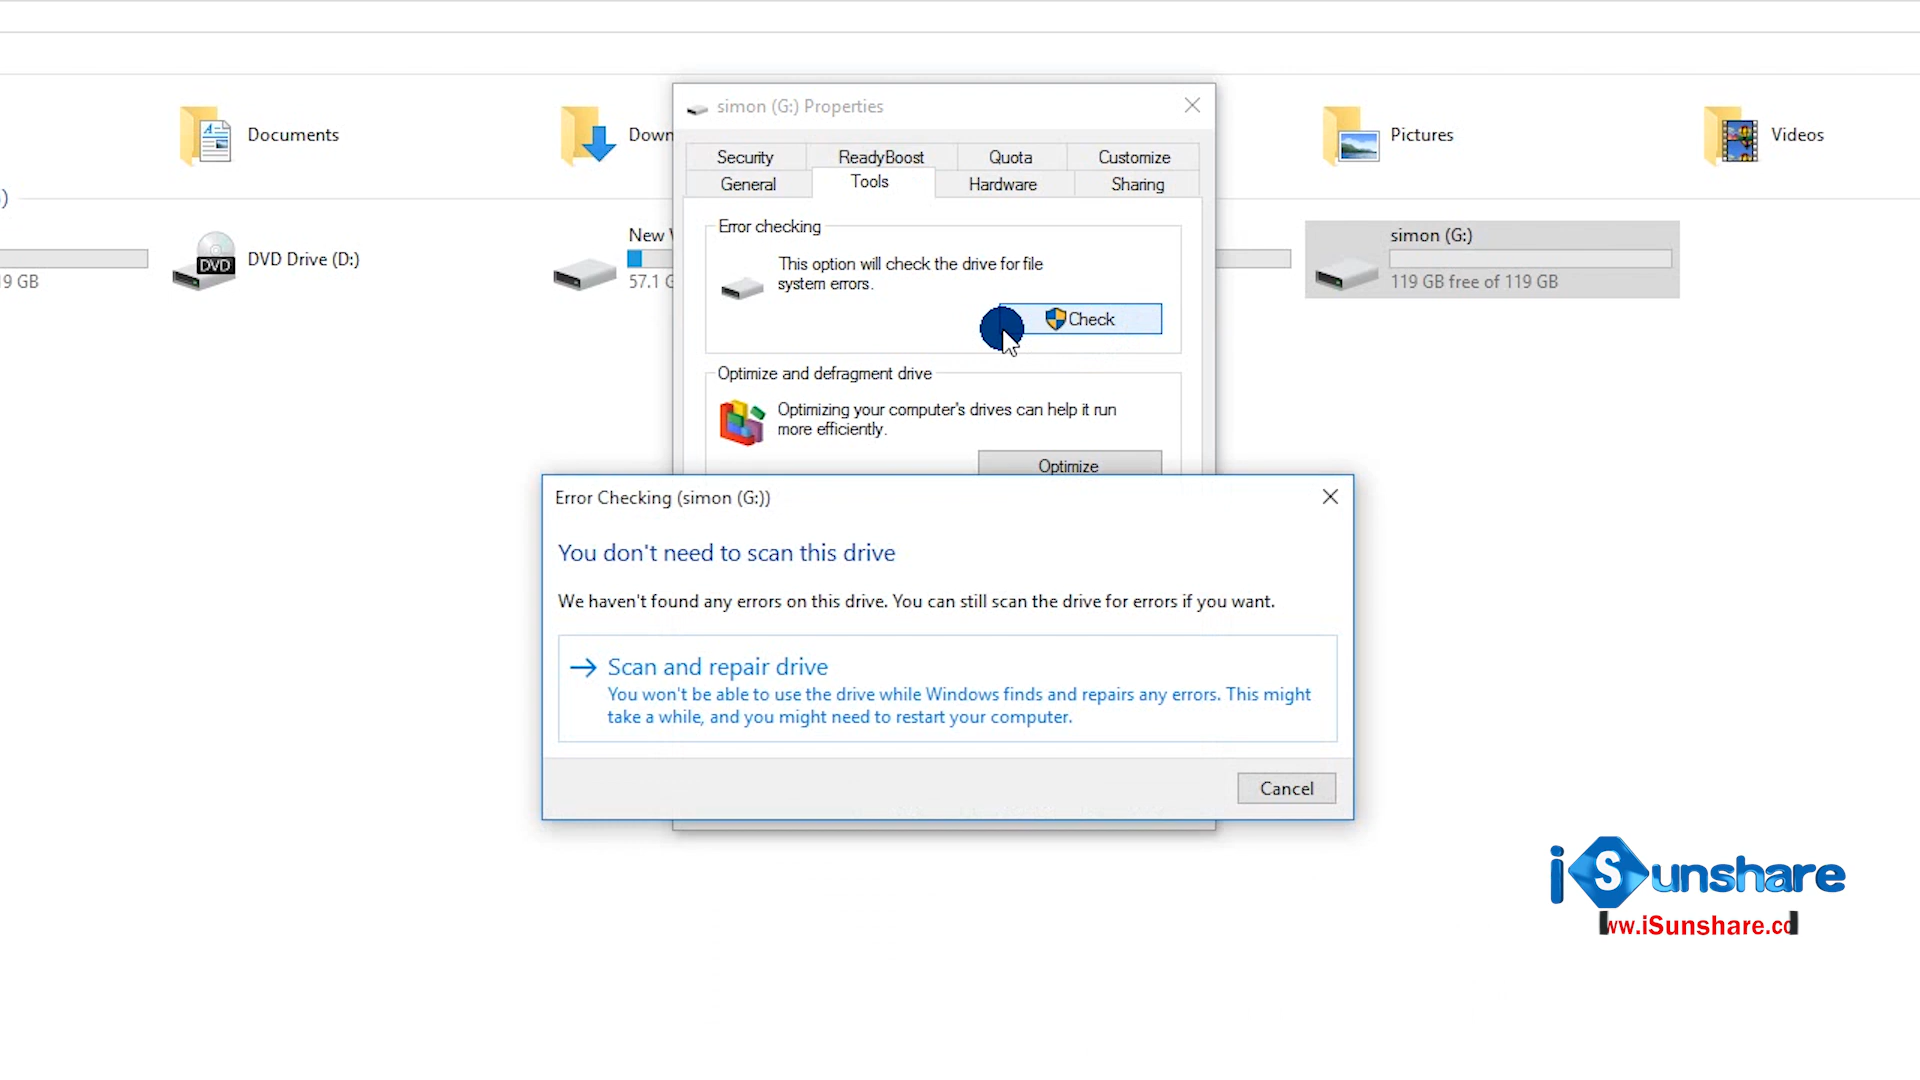 simon (G:) Properties
Documents
Down
Pictures
Videos
Security
ReadyBoost
Quota
Customize
General
Tools
Hardware
Sharing
)
Error checking
This option will check the drive for file
system errors.
Check
DVD
DVD Drive (D:)
9 GB
New
57.1
simon (G:)
119 GB free of 119 GB
Optimize and defragment drive
Optimizing your computer's drives can help it run
more efficiently.
Optimize
Error Checking (simon (G:))
You don't need to scan this drive
We haven't found any errors on this drive. You can still scan the drive for errors if you want.
Scan and repair drive
You won't be able to use the drive while Windows finds and repairs any errors. This might
take a while, and you might need to restart your computer.
Cancel
iSunshare
ww.iSunshare.co